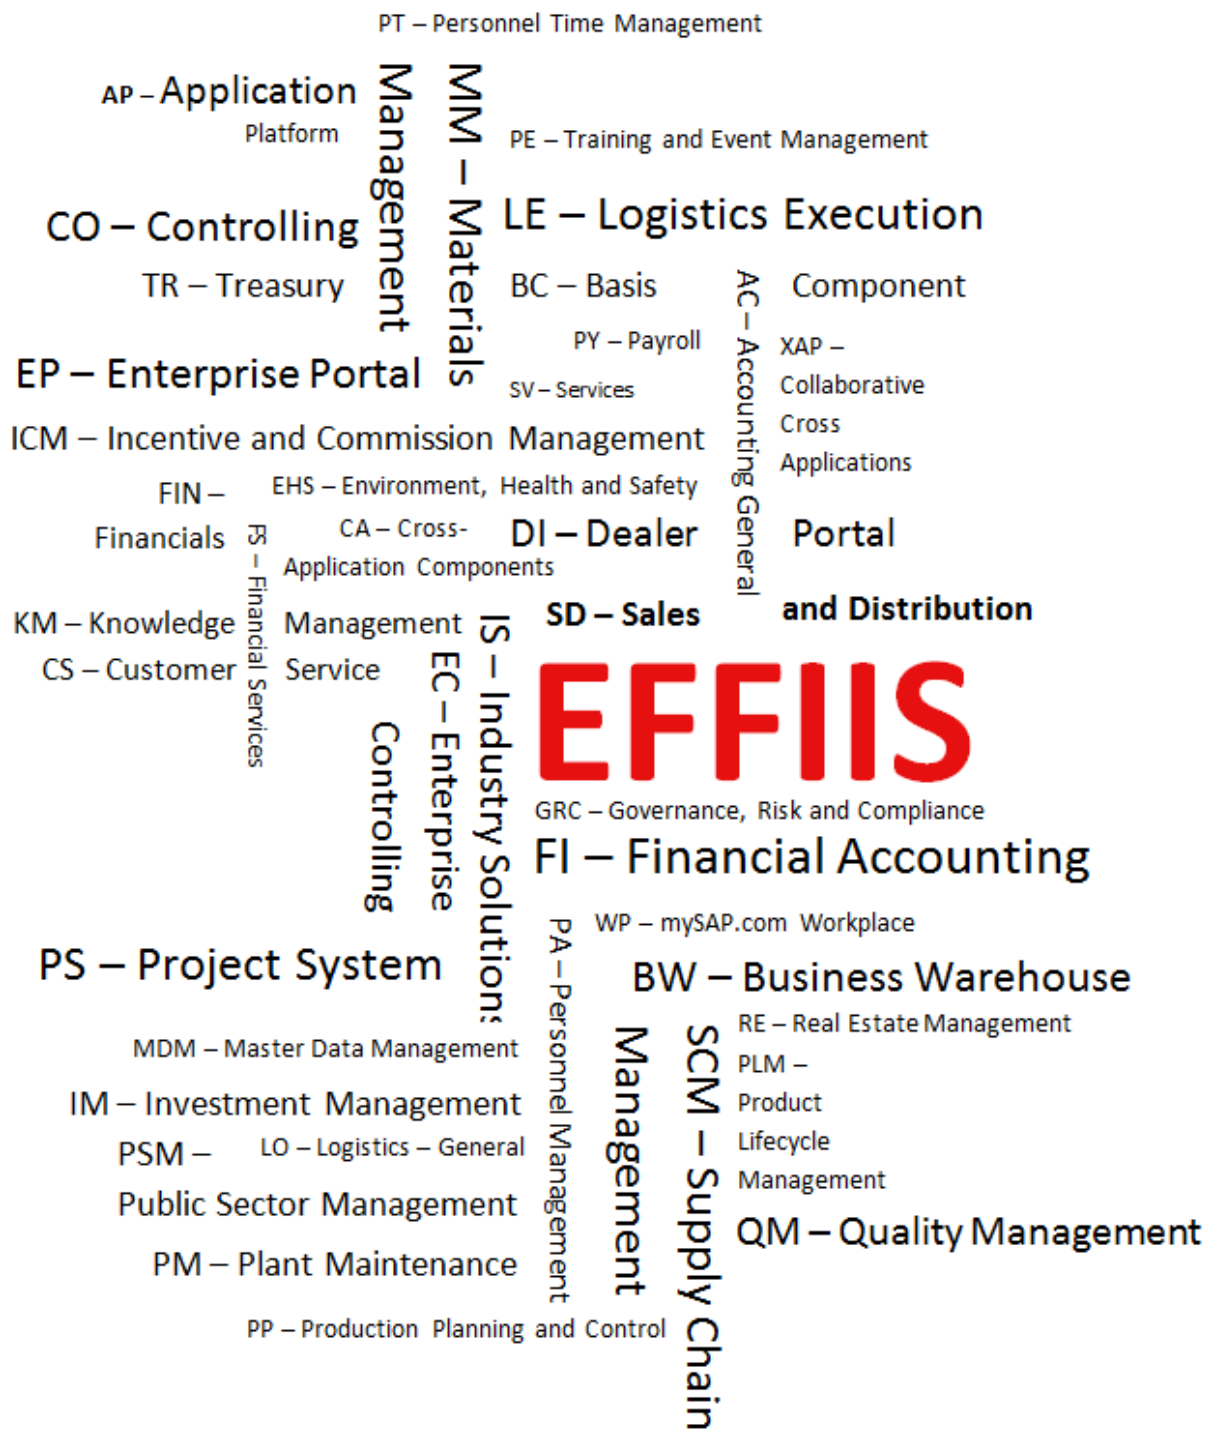 PT – Personnel Time Management
AP – Application
Platform
MM – Materials
Management
PE – Training and Event Management
CO – Controlling
LE – Logistics Execution
TR – Treasury
BC – Basis Component
AC – Accounting General
PY – Payroll
XAP –
Collaborative
Cross
Applications
EP – Enterprise Portal
SV – Services
ICM – Incentive and Commission Management
EHS – Environment, Health and Safety
FIN –
Financials
FS – Financial Services
CA – Cross-
Application Components
DI – Dealer Portal
KM – Knowledge Management
SD – Sales and Distribution
CS – Customer Service
IS – Industry Solutions
EC – Enterprise
Controlling
EFFIIS
GRC – Governance, Risk and Compliance
FI – Financial Accounting
WP – mySAP.com Workplace
PA – Personnel Management
PS – Project System
BW – Business Warehouse
RE – Real Estate Management
MDM – Master Data Management
SCM – Supply Chain
Management
PLM –
Product
Lifecycle
Management
IM – Investment Management
LO – Logistics – General
PSM –
Public Sector Management
QM – Quality Management
PM – Plant Maintenance
PP – Production Planning and Control